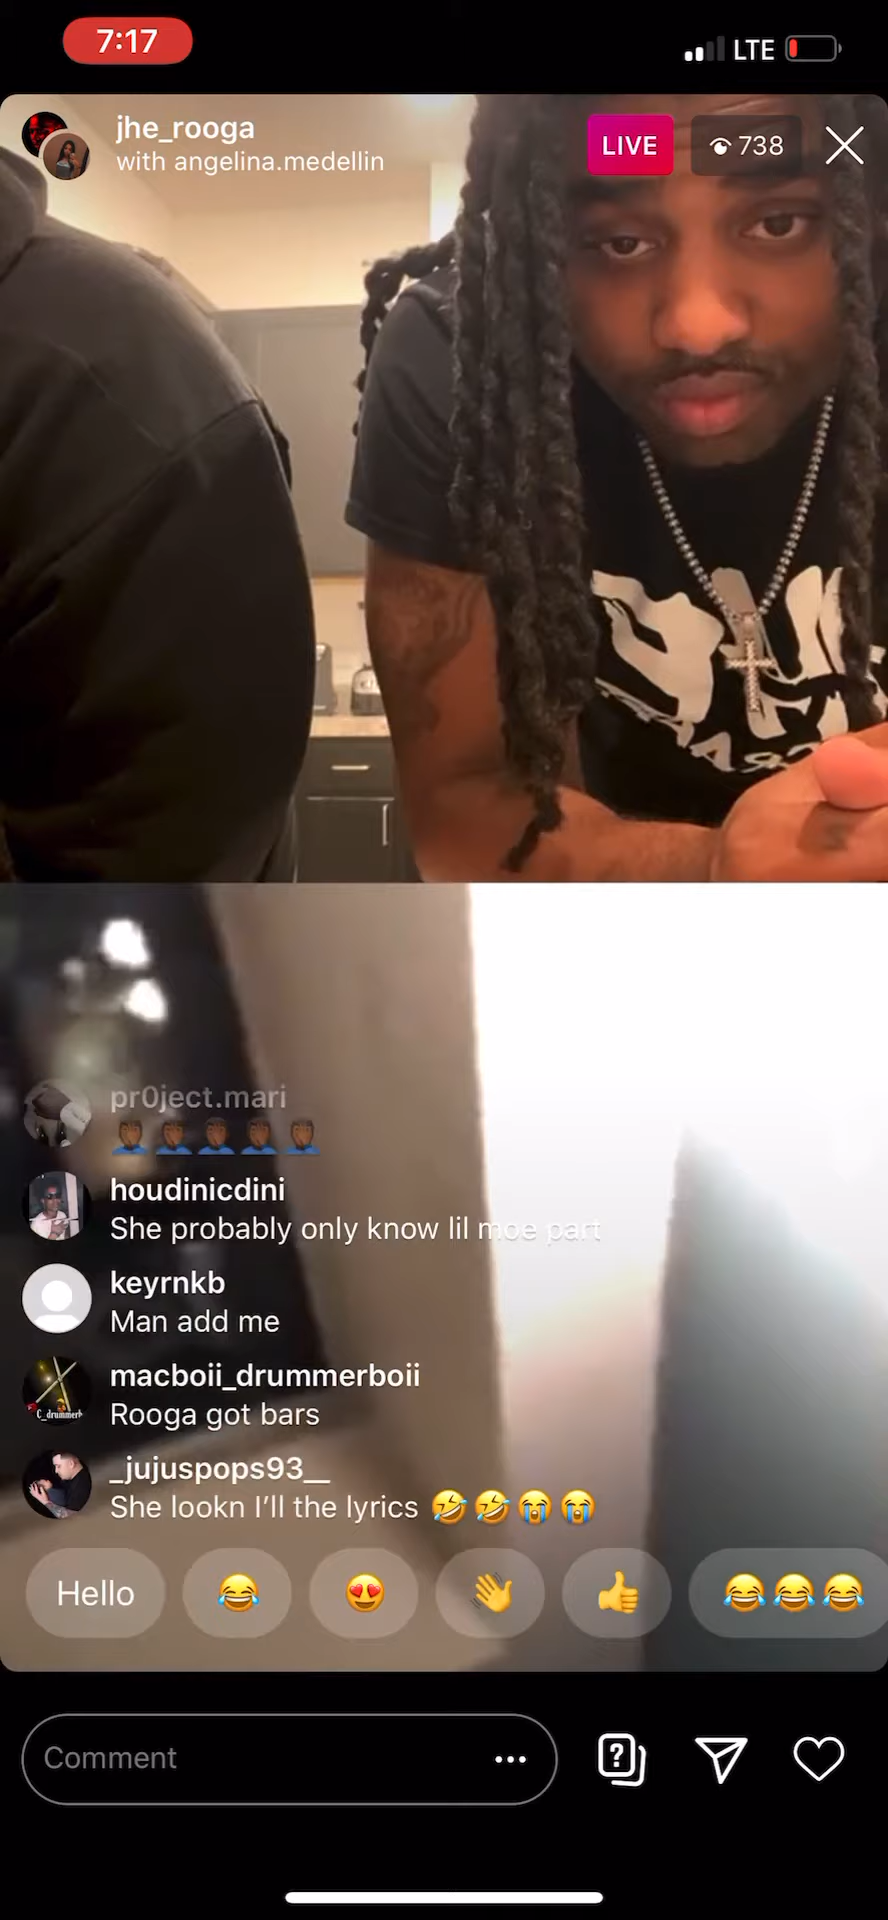 7:17
LTE
jhe_rooga
with angelina.medellin
LIVE
738
pr0ject.mari
houdinicdini
She probably only know lil moe part
keyrnkb
Man add me
macboii_drummerboii
Rooga got bars
_jujuspops93__
She lookn I'll the lyrics 🤣🤣😭😭
Hello
Comment